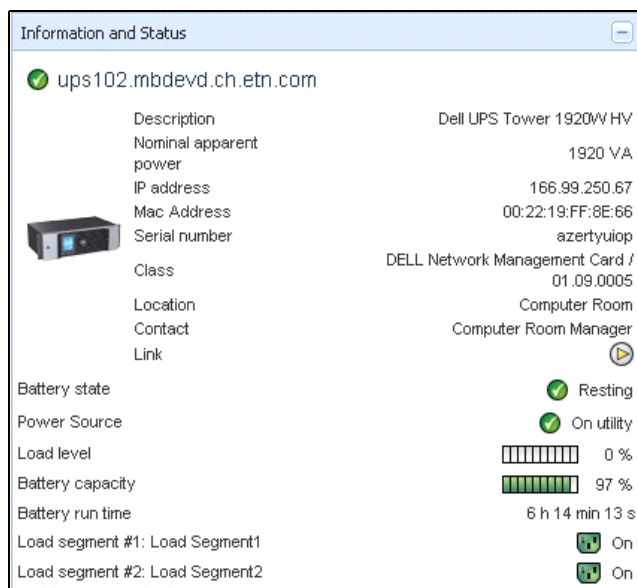 Information and Status
ups102.mbdevd.ch.etn.com
Description Dell UPS Tower 1920W HV
Nominal apparent
power 1920 VA
IP address 166.99.250.67
Mac Address 00:22:19:FF:8E:66
Serial number azertyuiop
Class DELL Network Management Card /
01.09.0005
Location Computer Room
Contact Computer Room Manager
Link
Battery state Resting
Power Source On utility
Load level 0 %
Battery capacity 97 %
Battery run time 6 h 14 min 13 s
Load segment #1: Load Segment1 On
Load segment #2: Load Segment2 On